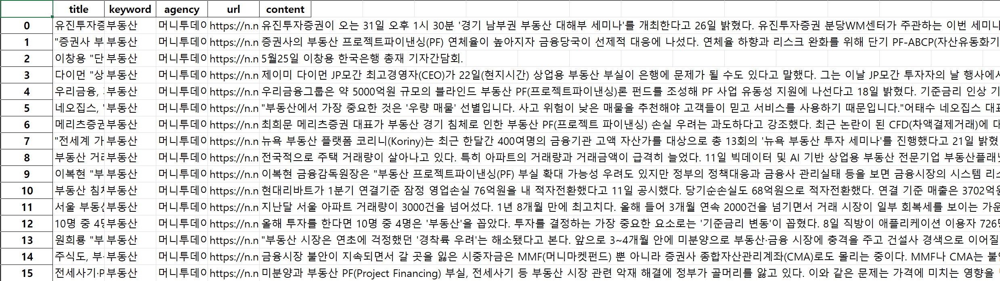 title keyword agency url content
0 유진투자증 부동산 머니투데이 https://n.n 유진투자증권이 오는 31일 오후 1시 30분 '경기 남부권 부동산 대해부 세미나'를 개최한다고 26일 밝혔다. 유진투자증권 분당WM센터가 주관하는 이번 세미나
1 "증권사 부 부동산 머니투데이 https://n.n 증권사의 부동산 프로젝트파이낸싱(PF) 연체율이 높아지자 금융당국이 선제적 대응에 나섰다. 연체율 하향과 리스크 완화를 위해 단기 PF-ABCP(자산유동화기
2 이창용 "단 부동산 머니투데이 https://n.n 5월25일 이창용 한국은행 총재 기자간담회.
3 다이먼 "상 부동산 머니투데이 https://n.n 제이미 다이먼 JP모간 최고경영자(CEO)가 22일(현지시간) 상업용 부동산 부실이 은행에 문제가 될 수도 있다고 말했다. 그는 이날 JP모간 투자자의 날 행사에서
4 우리금융, 부동산 머니투데이 https://n.n 우리금융그룹은 약 5000억원 규모의 블라인드 부동산 PF(프로젝트파이낸싱)론 펀드를 조성해 PF 사업 유동성 지원에 나선다고 18일 밝혔다. 기준금리 인상 기
5 네오집스, ' 부동산 머니투데이 https://n.n "부동산에서 가장 중요한 것은 '우량 매물' 선별입니다. 사고 위험이 낮은 매물을 추천해야 고객들이 믿고 서비스를 사용하기 때문입니다."어태수 네오집스 대표
6 메리츠증권 부동산 머니투데이 https://n.n 최희문 메리츠증권 대표가 부동산 경기 침체로 인한 부동산 PF(프로젝트 파이낸싱) 손실 우려는 과도하다고 강조했다. 최근 논란이 된 CFD(차액결제거래)에 대
7 "전세계 가 부동산 머니투데이 https://n.n 뉴욕 부동산 플랫폼 코리니(Koriny)는 최근 한달간 400여명의 금융기관 고액 자산가를 대상으로 총 13회의 '뉴욕 부동산 투자 세미나'를 진행했다고 21일 밝혔
8 부동산 거래 부동산 머니투데이 https://n.n 전국적으로 주택 거래량이 살아나고 있다. 특히 아파트의 거래량과 거래금액이 급격히 늘었다. 11일 빅데이터 및 AI 기반 상업용 부동산 전문기업 부동산플래닛
9 이복현 "부 부동산 머니투데이 https://n.n 이복현 금융감독원장은 "부동산 프로젝트파이낸싱(PF) 부실 확대 가능성 우려도 있지만 정부의 정책대응과 금융사 관리실태 등을 보면 금융시장의 시스템 리스
10 부동산 침체 부동산 머니투데이 https://n.n 현대리바트가 1분기 연결기준 잠정 영업손실 76억원을 내 적자전환했다고 11일 공시했다. 당기순손실도 68억원으로 적자전환했다. 연결 기준 매출은 3702억원
11 서울 부동산 부동산 머니투데이 https://n.n 지난달 서울 아파트 거래량이 3000건을 넘어섰다. 1년 8개월 만에 최고치다. 올해 들어 3개월 연속 2000건을 넘기면서 거래 시장이 일부 회복세를 보이는 가운
12 10명 중 4명 부동산 머니투데이 https://n.n 올해 투자를 한다면 10명 중 4명은 '부동산'을 꼽았다. 투자를 결정하는 가장 중요한 요소로는 '기준금리 변동'이 꼽혔다. 8일 직방이 애플리케이션 이용자 726명
13 원희룡 "부 부동산 머니투데이 https://n.n "부동산 시장은 연초에 걱정했던 '경착륙 우려'는 해소됐다고 본다. 앞으로 3~4개월 안에 미분양으로 부동산·금융 시장에 충격을 주고 건설사 경색으로 이어질
14 주식도, 부 부동산 머니투데이 https://n.n 금융시장 불안이 지속되면서 갈 곳을 잃은 시중자금은 MMF(머니마켓펀드) 뿐 아니라 증권사 종합자산관리계좌(CMA)로도 몰리는 중이다. MMF나 CMA는 불안
15 전세사기·P 부동산 머니투데이 https://n.n 미분양과 부동산 PF(Project Financing) 부실, 전세사기 등 부동산 시장 관련 악재 해결에 정부가 골머리를 앓고 있다. 이와 같은 문제는 가격에 미치는 영향을